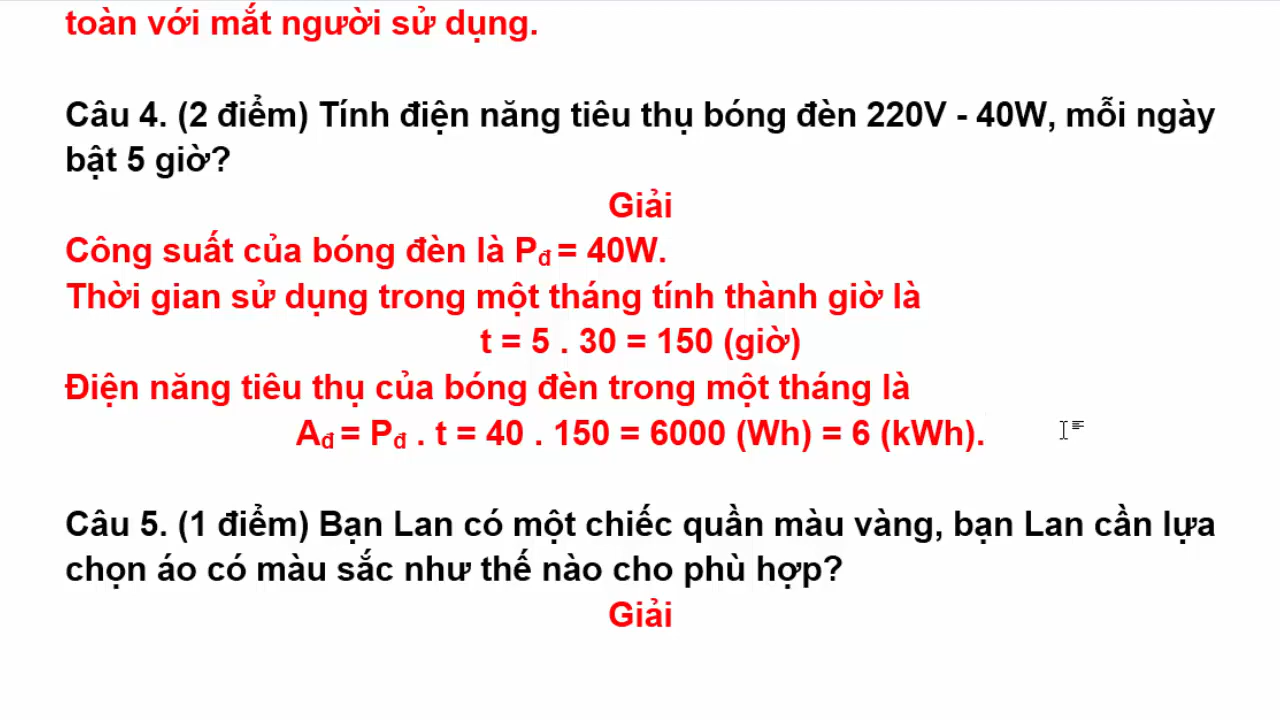 toàn với mắt người sử dụng.
Câu 4. (2 điểm) Tính điện năng tiêu thụ bóng đèn 220V - 40W, mỗi ngày
bật 5 giờ?
Giải
Công suất của bóng đèn là Pđ = 40W.
Thời gian sử dụng trong một tháng tính thành giờ là
t = 5 . 30 = 150 (giờ)
Điện năng tiêu thụ của bóng đèn trong một tháng là
Ađ = Pđ . t = 40 . 150 = 6000 (Wh) = 6 (kWh).
Câu 5. (1 điểm) Bạn Lan có một chiếc quần màu vàng, bạn Lan cần lựa
chọn áo có màu sắc như thế nào cho phù hợp?
Giải